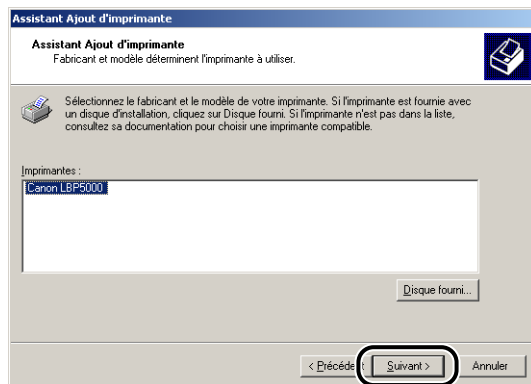 Assistant Ajout d'imprimante
Assistant Ajout d'imprimante
Fabricant et modèle déterminent l'imprimante à utiliser.
Sélectionnez le fabricant et le modèle de votre imprimante. Si l'imprimante est fournie avec
un disque d'installation, cliquez sur Disque fourni. Si l'imprimante n'est pas dans la liste,
consultez sa documentation pour choisir une imprimante compatible.
Imprimantes :
Canon LBP5000
Disque fourni...
< Précédent Suivant > Annuler